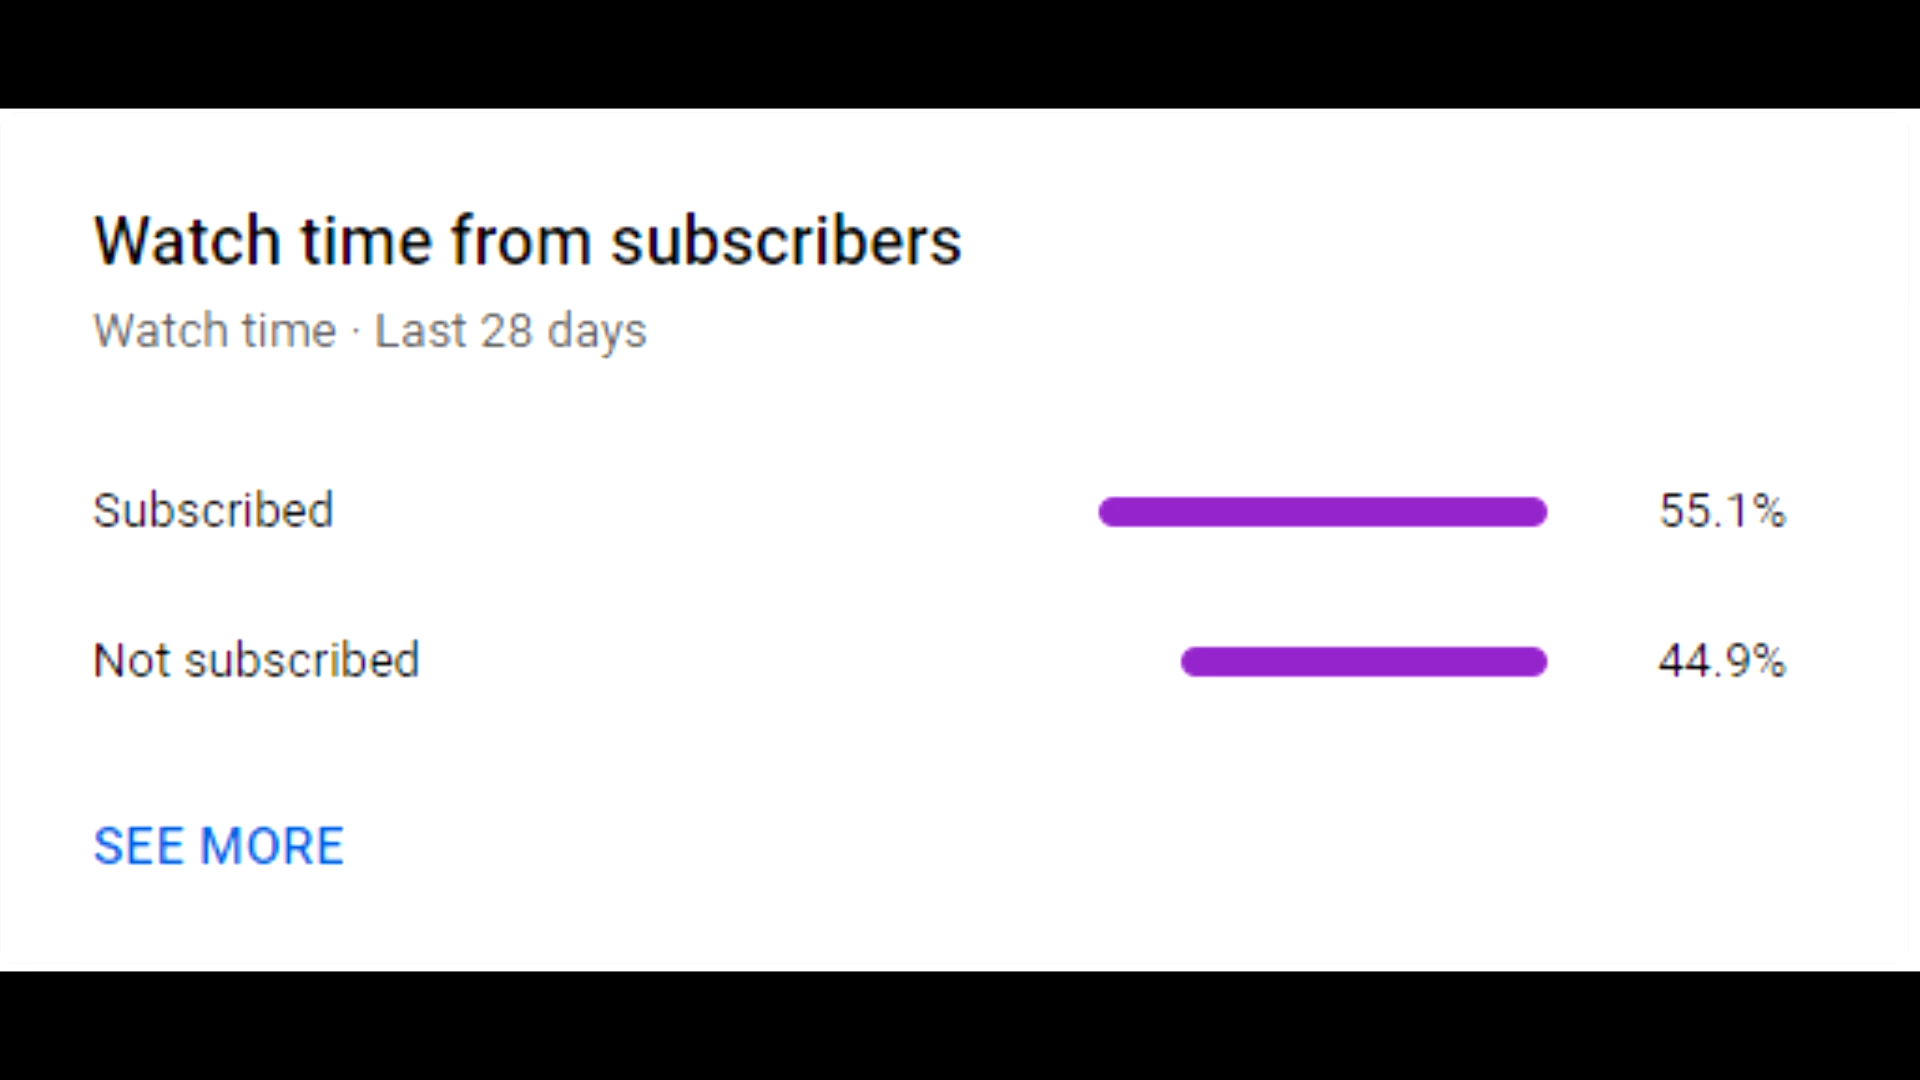 Watch time from subscribers
Watch time · Last 28 days
Subscribed 55.1%
Not subscribed 44.9%
SEE MORE